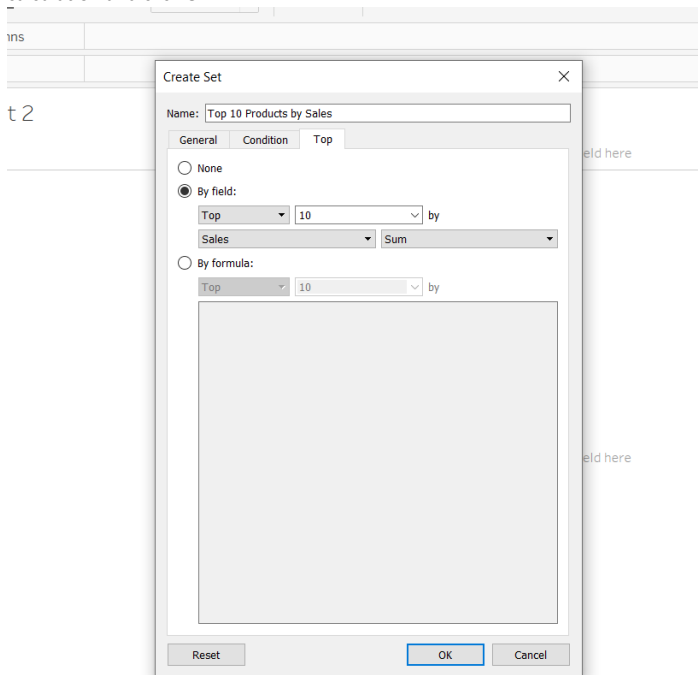 nns
t 2
Create Set
Name: Top 10 Products by Sales
General Condition Top
eld here
None
By field:
Top 10 by
Sales Sum
By formula:
Top 10 by
eld here
Reset OK Cancel